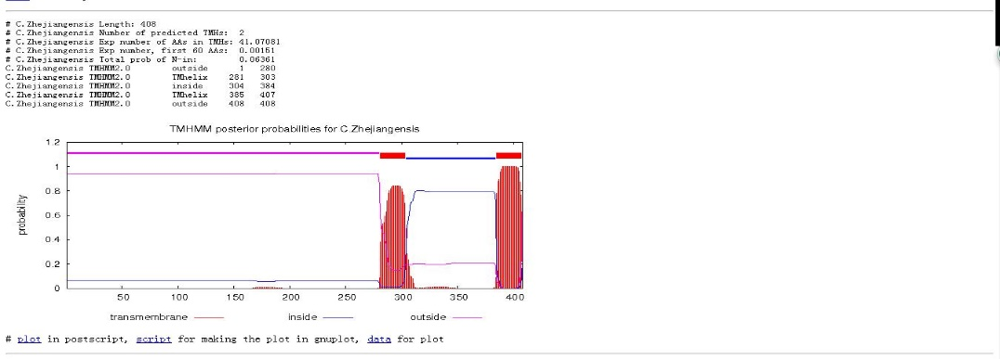 # C.Zhejiangensis Length: 408
# C.Zhejiangensis Number of predicted TMHs: 2
# C.Zhejiangensis Exp number of AAs in TMHs: 41.07081
# C.Zhejiangensis Exp number, first 60 AAs: 0.00151
# C.Zhejiangensis Total prob of N-in: 0.06361
C.Zhejiangensis TMHMM2.0 outside 1 280
C.Zhejiangensis TMHMM2.0 TMhelix 281 303
C.Zhejiangensis TMHMM2.0 inside 304 384
C.Zhejiangensis TMHMM2.0 TMhelix 385 407
C.Zhejiangensis TMHMM2.0 outside 408 408
TMHMM posterior probabilities for C.Zhejiangensis
1.2
1
0.8
0.6
0.4
0.2
0
probability
50 100 150 200 250 300 350 400
transmembrane inside outside
# plot in postscript, script for making the plot in gnuplot, data for plot